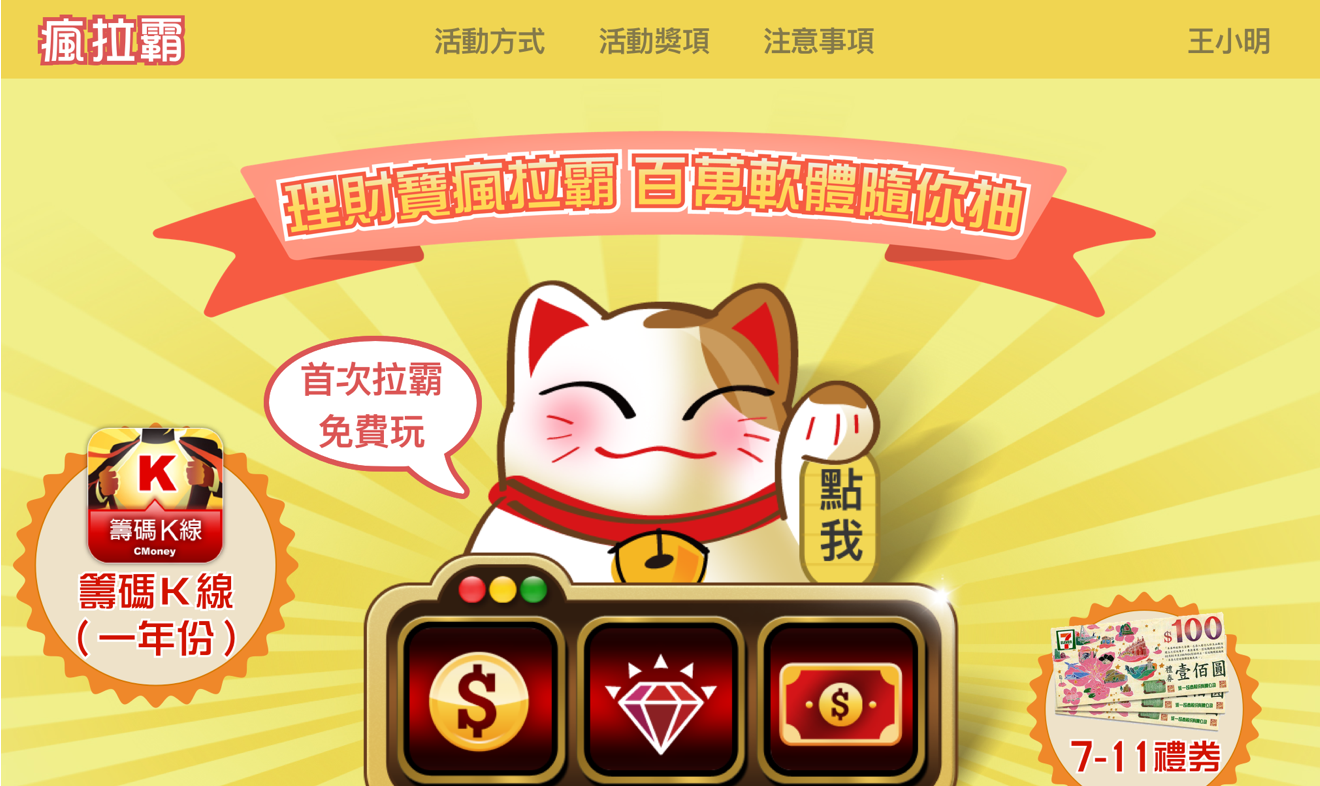 瘋拉霸
活動方式 活動獎項 注意事項 王小明
理財寶瘋拉霸 百萬軟體隨你抽
首次拉霸
免費玩
點
我
K
籌碼K線
CMoney
籌碼K線
(一年份)
$
$
7
$100
禮券
壹佰圓
7-11禮券